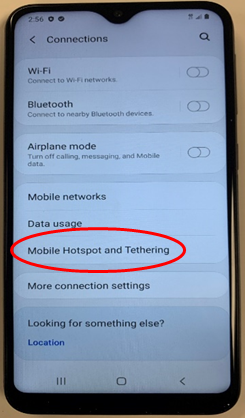 2:56
Connections
Wi-Fi
Connect to Wi-Fi networks.
Bluetooth
Connect to nearby Bluetooth devices.
Airplane mode
Turn off calling, messaging, and Mobile
data.
Mobile networks
Data usage
Mobile Hotspot and Tethering
More connection settings
Looking for something else?
Location